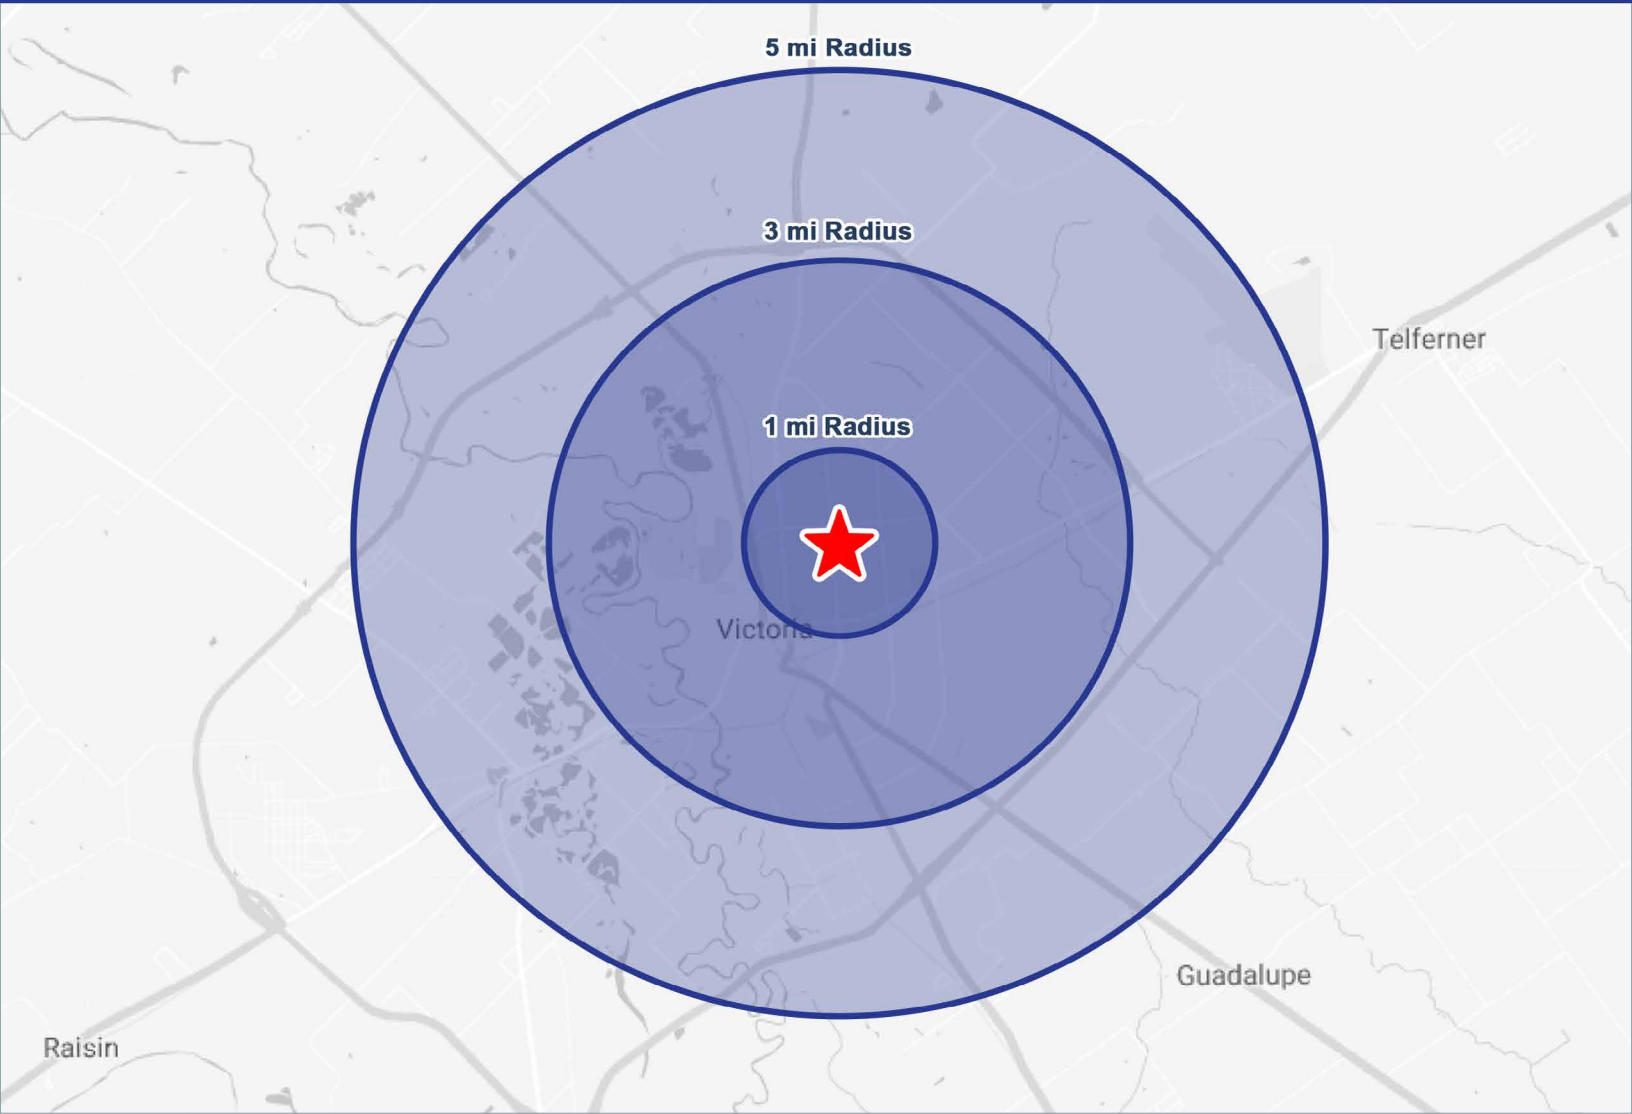 5 mi Radius
3 mi Radius
Telferner
1 mi Radius
Victoria
Guadalupe
Raisin